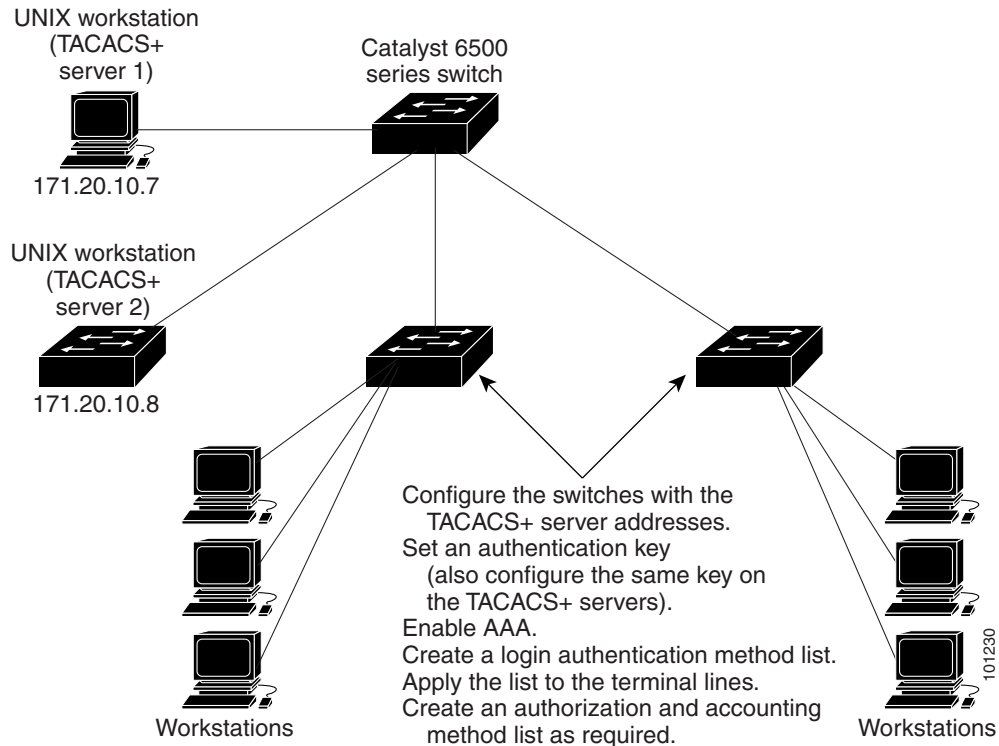 UNIX workstation
(TACACS+
server 1)
Catalyst 6500
series switch
171.20.10.7
UNIX workstation
(TACACS+
server 2)
171.20.10.8
Configure the switches with the
TACACS+ server addresses.
Set an authentication key
(also configure the same key on
the TACACS+ servers).
Enable AAA.
Create a login authentication method list.
Apply the list to the terminal lines.
Create an authorization and accounting
method list as required.
Workstations
Workstations
101230